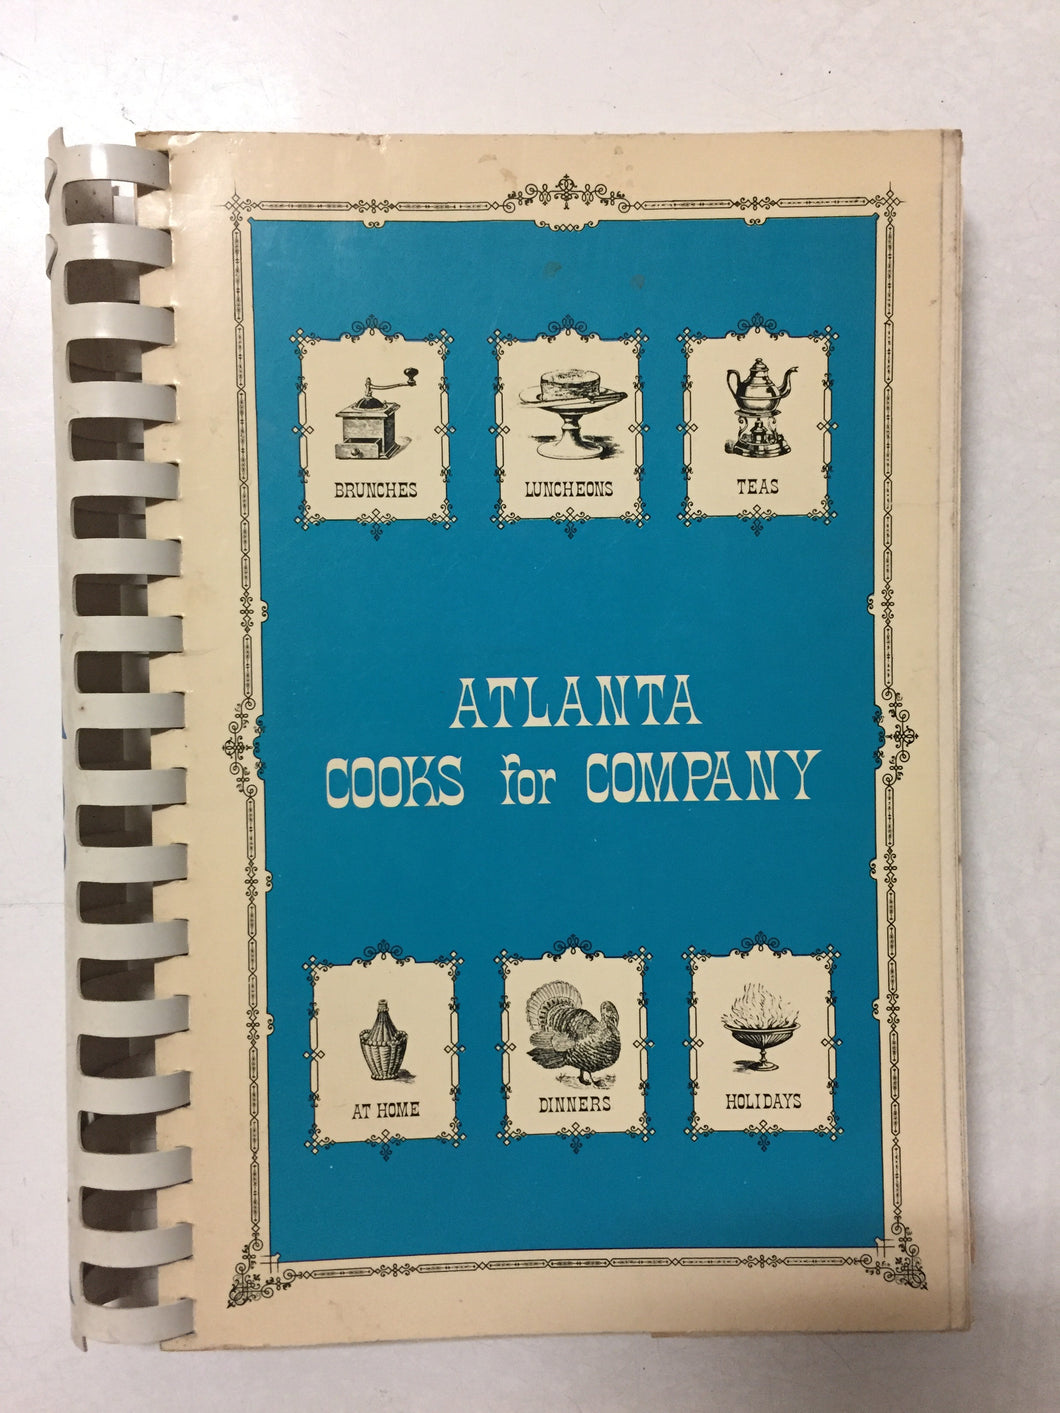 BRUNCHES
LUNCHEONS
TEAS
ATLANTA
COOKS for COMPANY
AT HOME
DINNERS
HOLIDAYS